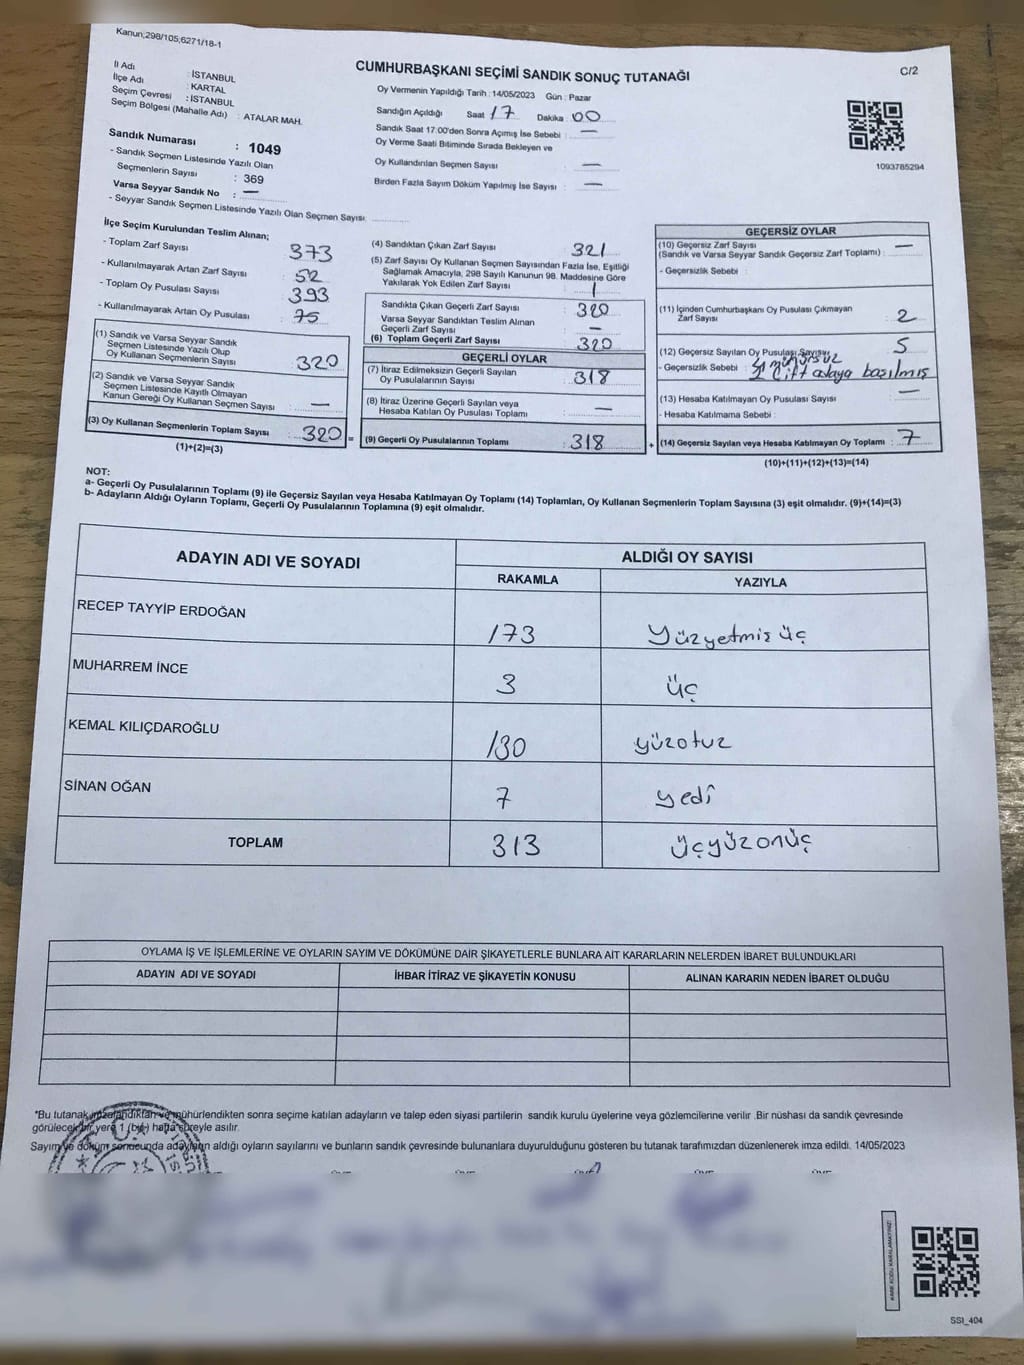 Kanun;298/105;6271/18-1
CUMHURBAŞKANI SEÇİMİ SANDIK SONUÇ TUTANAĞI
C/2
İl Adı : İSTANBUL
İlçe Adı : KARTAL
Seçim Çevresi : İSTANBUL
Seçim Bölgesi (Mahalle Adı) : ATALAR MAH.
Sandık Numarası : 1049
- Sandık Seçmen Listesinde Yazılı Olan
Seçmenlerin Sayısı : 369
Varsa Seyyar Sandık No : —
- Seyyar Sandık Seçmen Listesinde Yazılı Olan Seçmen Sayısı:
Oy Vermenin Yapıldığı Tarih : 14/05/2023 Gün : Pazar
Sandığın Açıldığı Saat 17 Dakika 00
Sandık Saat 17:00'den Sonra Açımış İse Sebebi : —
Oy Verme Saati Bitiminde Sırada Bekleyen ve
Oy Kullandırılan Seçmen Sayısı : —
Birden Fazla Sayım Döküm Yapılmış İse Sayısı : —
1093785294
İlçe Seçim Kurulundan Teslim Alınan;
- Toplam Zarf Sayısı : 373
- Kullanılmayarak Artan Zarf Sayısı : 52
- Toplam Oy Pusulası Sayısı : 393
- Kullanılmayarak Artan Oy Pusulası : 75
(1) Sandık ve Varsa Seyyar Sandık
Seçmen Listesinde Yazılı Olup
Oy Kullanan Seçmenlerin Sayısı : 320
(2) Sandık ve Varsa Seyyar Sandık
Seçmen Listesinde Kayıtlı Olmayan
Kanun Gereği Oy Kullanan Seçmen Sayısı : —
(3) Oy Kullanan Seçmenlerin Toplam Sayısı : 320 =
(1)+(2)=(3)
(4) Sandıktan Çıkan Zarf Sayısı : 321
(5) Zarf Sayısı Oy Kullanan Seçmen Sayısından Fazla İse, Eşitliği
Sağlamak Amacıyla, 298 Sayılı Kanunun 98. Maddesine Göre
Yakılarak Yok Edilen Zarf Sayısı : 1
Sandıkta Çıkan Geçerli Zarf Sayısı : 320
Varsa Seyyar Sandıktan Teslim Alınan
Geçerli Zarf Sayısı : —
(6) Toplam Geçerli Zarf Sayısı : 320
GEÇERLİ OYLAR
(7) İtiraz Edilmeksizin Geçerli Sayılan
Oy Pusulalarının Sayısı : 318
(8) İtiraz Üzerine Geçerli Sayılan veya
Hesaba Katılan Oy Pusulası Toplamı : —
(9) Geçerli Oy Pusulalarının Toplamı : 318 +
GEÇERSİZ OYLAR
(10) Geçersiz Zarf Sayısı
(Sandık ve Varsa Seyyar Sandık Geçersiz Zarf Toplamı) : —
- Geçersizlik Sebebi :
(11) İçinden Cumhurbaşkanı Oy Pusulası Çıkmayan
Zarf Sayısı : 2
(12) Geçersiz Sayılan Oy Pusulası Sayısı : 5
- Geçersizlik Sebebi : mühürsüz
çift adaya basılmış
(13) Hesaba Katılmayan Oy Pusulası Sayısı : —
- Hesaba Katılmama Sebebi :
(14) Geçersiz Sayılan veya Hesaba Katılmayan Oy Toplamı : 7
(10)+(11)+(12)+(13)=(14)
NOT:
a- Geçerli Oy Pusulalarının Toplamı (9) ile Geçersiz Sayılan veya Hesaba Katılmayan Oy Toplamı (14) Toplamları, Oy Kullanan Seçmenlerin Toplam Sayısına (3) eşit olmalıdır. (9)+(14)=(3)
b- Adayların Aldığı Oyların Toplamı, Geçerli Oy Pusulalarının Toplamına (9) eşit olmalıdır.
ADAYIN ADI VE SOYADI
ALDIĞI OY SAYISI
RAKAMLA YAZIYLA
RECEP TAYYİP ERDOĞAN 173 Yüzyetmiş üç
MUHARREM İNCE 3 üç
KEMAL KILIÇDAROĞLU 130 yüzotuz
SİNAN OĞAN 7 yedi
TOPLAM 313 üçyüzonüç
OYLAMA İŞ VE İŞLEMLERİNE VE OYLARIN SAYIM VE DÖKÜMÜNE DAİR ŞİKAYETLERLE BUNLARA AİT KARARLARIN NELERDEN İBARET BULUNDUKLARI
ADAYIN ADI VE SOYADI İHBAR İTİRAZ VE ŞİKAYETİN KONUSU ALINAN KARARIN NEDEN İBARET OLDUĞU
*Bu tutanak imzalandıktan ve mühürlendikten sonra seçime katılan adayların ve talep eden siyasi partilerin sandık kurulu üyelerine veya gözlemcilerine verilir .Bir nüshası da sandık çevresinde
görülecek bir yere 1 (bir) hafta süreyle asılır.
Sayım ve döküm sonucunda adayların aldığı oyların sayılarını ve bunların sandık çevresinde bulunanlara duyurulduğunu gösteren bu tutanak tarafımızdan düzenlenerek imza edildi. 14/05/2023
KARE KODU KARALAMAYINIZ!
SSI_404